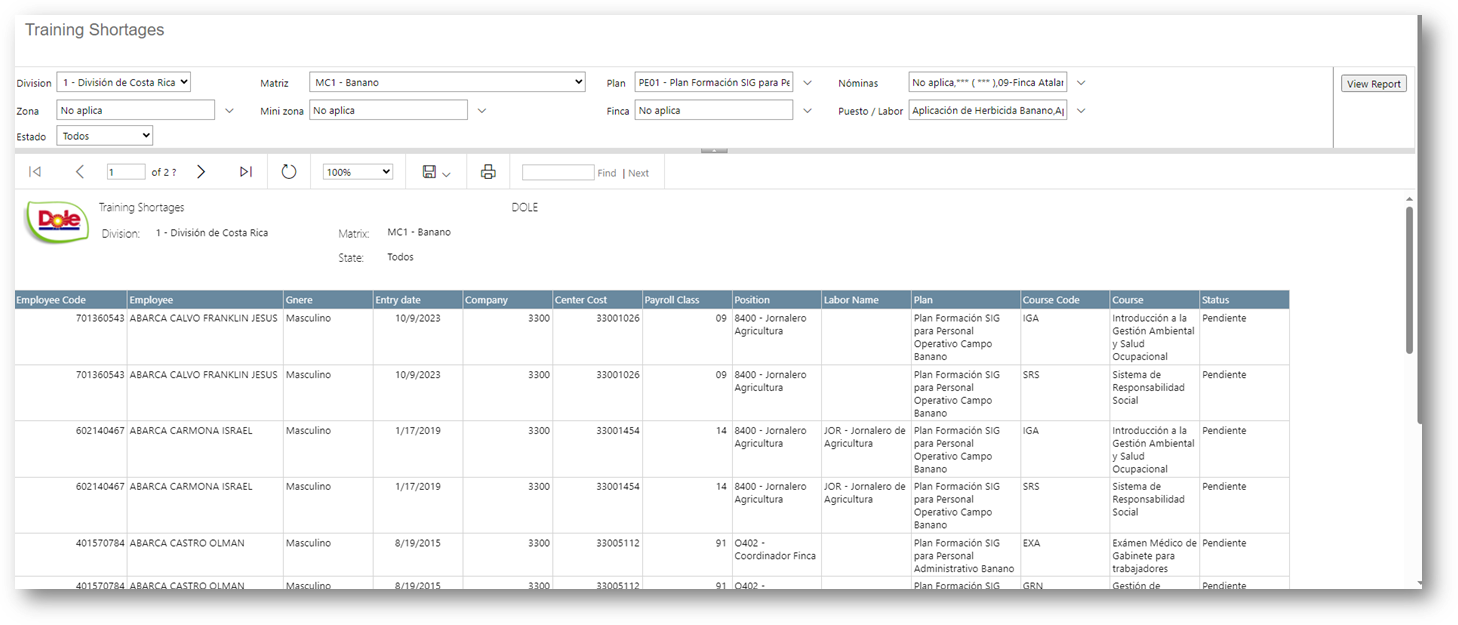 Training Shortages
Division 1 - División de Costa Rica Matriz MC1 - Banano Plan PE01 - Plan Formación SIG para Pe Nóminas No aplica,*** ( *** ),09-Finca Atalar View Report
Zona No aplica Mini zona No aplica Finca No aplica Puesto / Labor Aplicación de Herbicida Banano,Ap
Estado Todos
1 of 2 ? 100% Find | Next
Dole
Training Shortages DOLE
Division: 1 - División de Costa Rica Matrix: MC1 - Banano
State: Todos
Employee Code Employee Gnere Entry date Company Center Cost Payroll Class Position Labor Name Plan Course Code Course Status
701360543 ABARCA CALVO FRANKLIN JESUS Masculino 10/9/2023 3300 33001026 09 8400 - Jornalero Plan Formación SIG IGA Introducción a la Pendiente
Agricultura para Personal Gestión Ambiental
Operativo Campo y Salud
Banano Ocupacional
701360543 ABARCA CALVO FRANKLIN JESUS Masculino 10/9/2023 3300 33001026 09 8400 - Jornalero Plan Formación SIG SRS Sistema de Pendiente
Agricultura para Personal Responsabilidad
Operativo Campo Social
Banano
602140467 ABARCA CARMONA ISRAEL Masculino 1/17/2019 3300 33001454 14 8400 - Jornalero JOR - Jornalero de Plan Formación SIG IGA Introducción a la Pendiente
Agricultura Agricultura para Personal Gestión Ambiental
Operativo Campo y Salud
Banano Ocupacional
602140467 ABARCA CARMONA ISRAEL Masculino 1/17/2019 3300 33001454 14 8400 - Jornalero JOR - Jornalero de Plan Formación SIG SRS Sistema de Pendiente
Agricultura Agricultura para Personal Responsabilidad
Operativo Campo Social
Banano
401570784 ABARCA CASTRO OLMAN Masculino 8/19/2015 3300 33005112 91 O402 - Plan Formación SIG EXA Exámen Médico de Pendiente
Coordinador Finca para Personal Gabinete para
Administrativo Banano trabajadores
401570784 ABARCA CASTRO OLMAN Masculino 8/19/2015 3300 33005112 91 O402 - Plan Formación SIG GRN Gestión de Pendiente